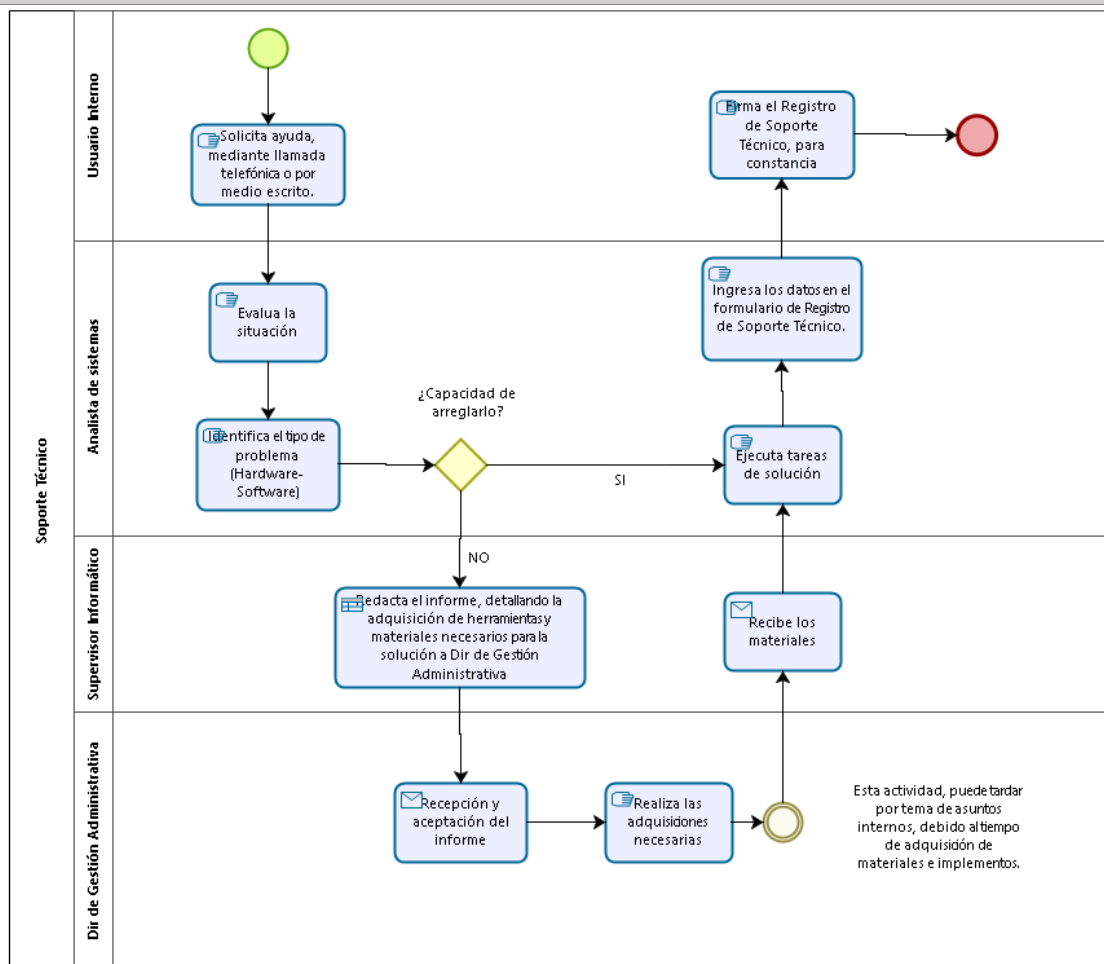 Soporte Técnico
Usuario Interno
Solicita ayuda,
mediante llamada
telefónica o por
medio escrito.
Firma el Registro
de Soporte
Técnico, para
constancia
Analista de sistemas
Evalua la
situación
Identifica el tipo de
problema
(Hardware-
Software)
¿Capacidad de
arreglarlo?
SI
NO
Ejecuta tareas
de solución
Ingresa los datos en el
formulario de Registro
de Soporte Técnico.
Supervisor Informático
Redacta el informe, detallando la
adquisición de herramientas y
materiales necesarios para la
solución a Dir de Gestión
Administrativa
Recibe los
materiales
Dir de Gestión Administrativa
Recepción y
aceptación del
informe
Realiza las
adquisiciones
necesarias
Esta actividad, puede tardar
por tema de asuntos
internos, debido al tiempo
de adquisición de
materiales e implementos.